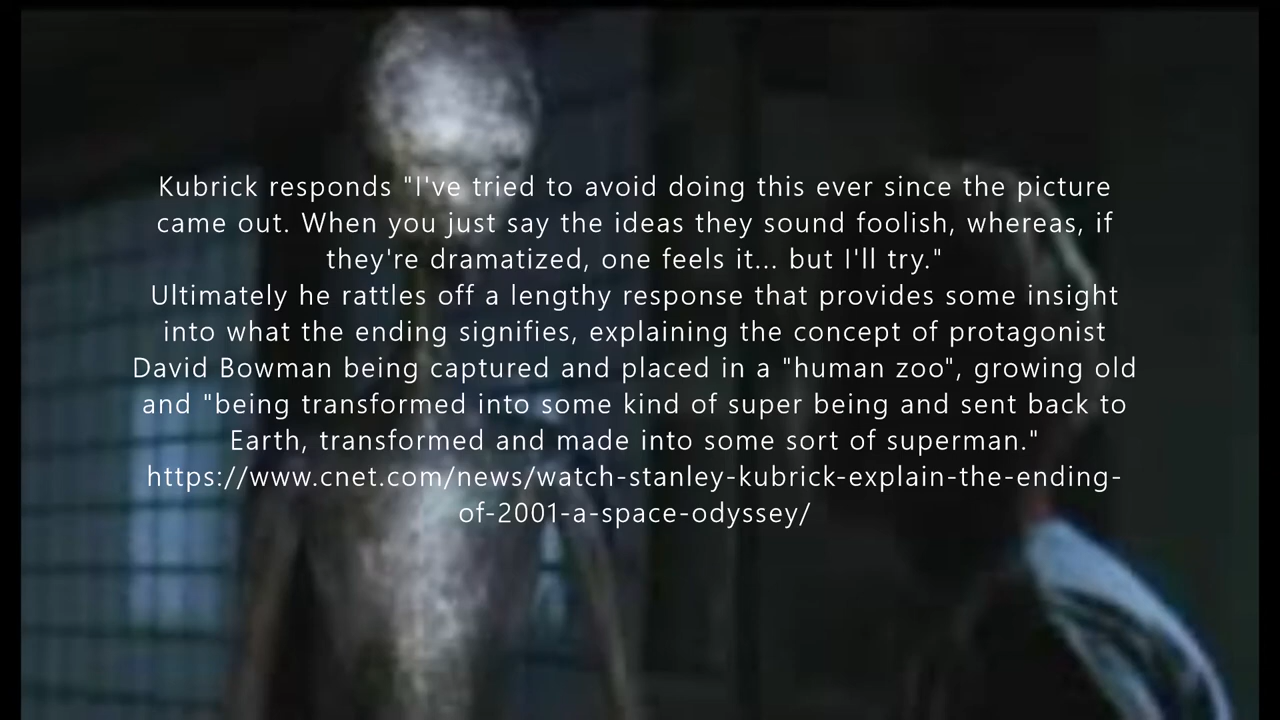 Kubrick responds "I've tried to avoid doing this ever since the picture
came out. When you just say the ideas they sound foolish, whereas, if
they're dramatized, one feels it... but I'll try."
Ultimately he rattles off a lengthy response that provides some insight
into what the ending signifies, explaining the concept of protagonist
David Bowman being captured and placed in a "human zoo", growing old
and "being transformed into some kind of super being and sent back to
Earth, transformed and made into some sort of superman."
https://www.cnet.com/news/watch-stanley-kubrick-explain-the-ending-
of-2001-a-space-odyssey/